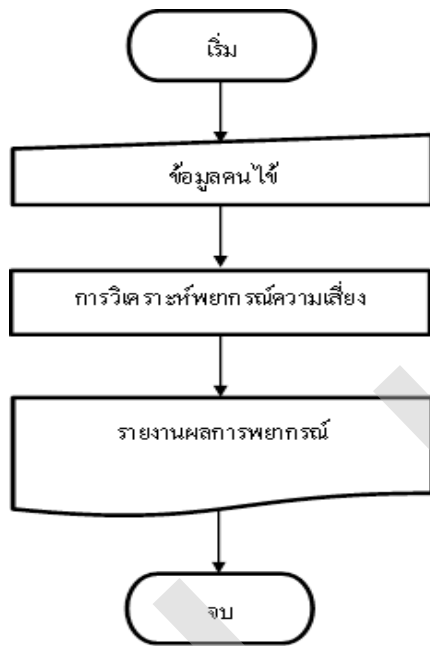 เริ่ม
ข้อมูลคนไข้
การวิเคราะห์พยากรณ์ความเสี่ยง
รายงานผลการพยากรณ์
จบ